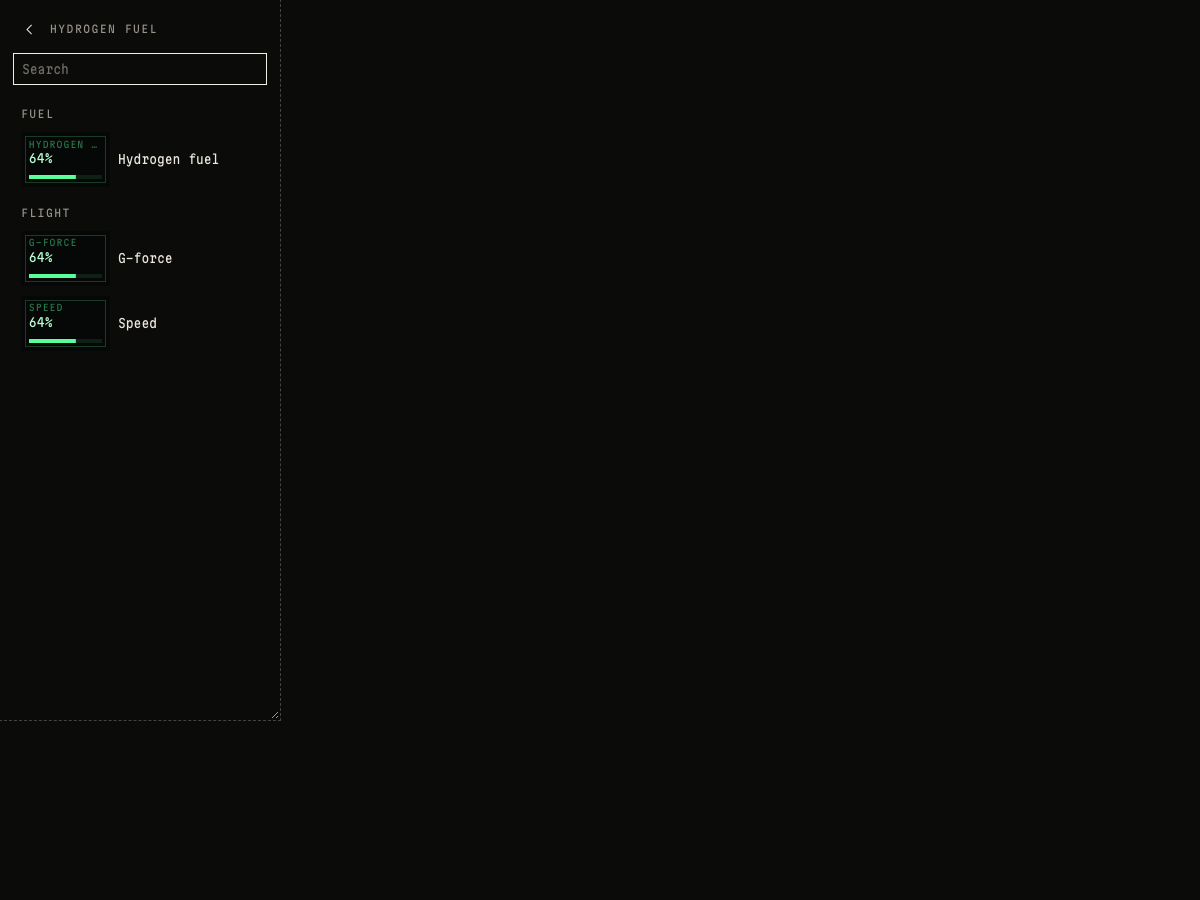 HYDROGEN FUEL
Search
FUEL
HYDROGEN …
64%
Hydrogen fuel
FLIGHT
G-FORCE
64%
G-force
SPEED
64%
Speed